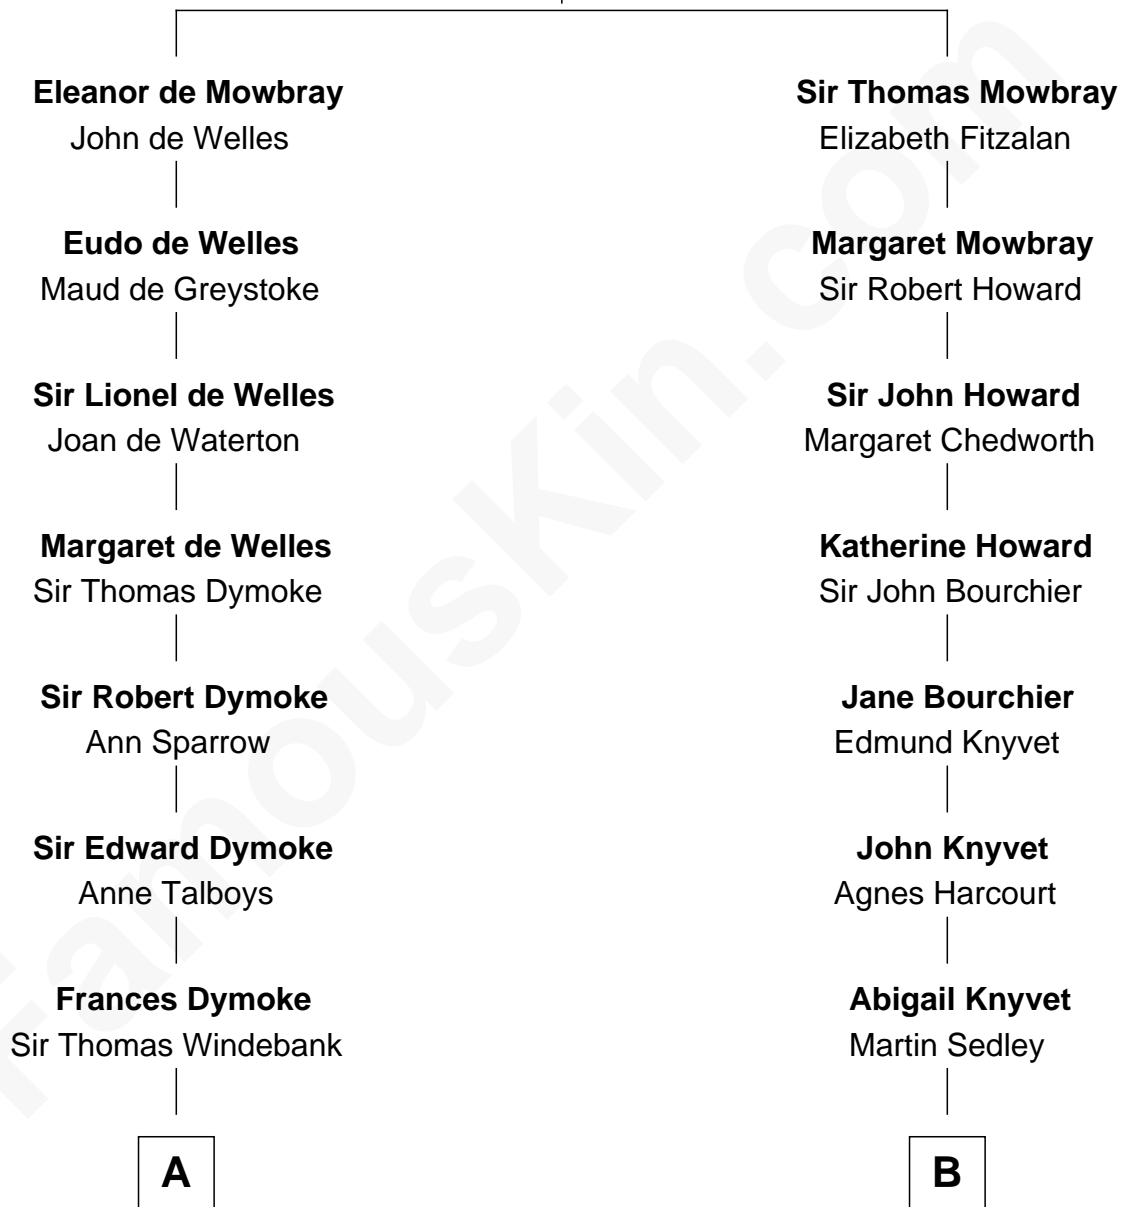 Eleanor de Mowbray
John de Welles
Eudo de Welles
Maud de Greystoke
Sir Lionel de Welles
Joan de Waterton
Margaret de Welles
Sir Thomas Dymoke
Sir Robert Dymoke
Ann Sparrow
Sir Edward Dymoke
Anne Talboys
Frances Dymoke
Sir Thomas Windebank
A
Sir Thomas Mowbray
Elizabeth Fitzalan
Margaret Mowbray
Sir Robert Howard
Sir John Howard
Margaret Chedworth
Katherine Howard
Sir John Bourchier
Jane Bourchier
Edmund Knyvet
John Knyvet
Agnes Harcourt
Abigail Knyvet
Martin Sedley
B
FamousKin.com